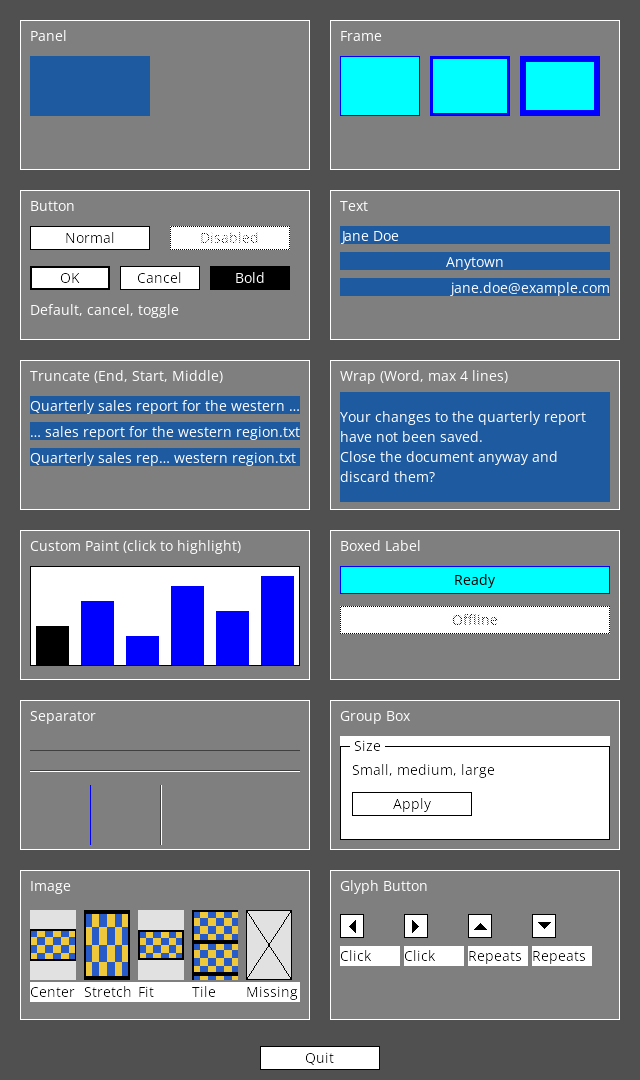 Panel
Frame
Button
Normal
Disabled
OK
Cancel
Bold
Default, cancel, toggle
Text
Jane Doe
Anytown
jane.doe@example.com
Truncate (End, Start, Middle)
Quarterly sales report for the western ...
... sales report for the western region.txt
Quarterly sales rep... western region.txt
Wrap (Word, max 4 lines)
Your changes to the quarterly report
have not been saved.
Close the document anyway and
discard them?
Custom Paint (click to highlight)
Boxed Label
Ready
Offline
Separator
Group Box
Size
Small, medium, large
Apply
Image
Center
Stretch
Fit
Tile
Missing
Glyph Button
Click
Click
Repeats
Repeats
Quit